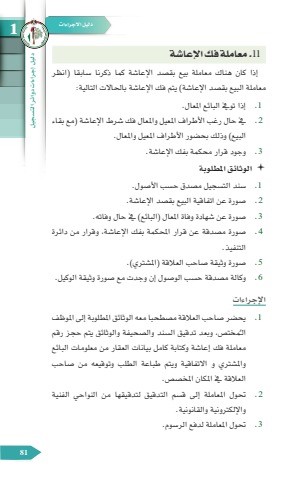 دليل الاجراءات
1
دليل إجراءات دوائر التسجيل
11. معاملة فك الإعاشة
إذا كان هناك معاملة بيع بقصد الإعاشة كما ذكرنا سابقا (انظر
معاملة البيع بقصد الإعاشة) يتم فك الإعاشة بالحالات التالية:
1. إذا توفي البائع المعال.
2. في حال رغب الأطراف المعيل والمعال فك شرط الإعاشة (مع بقاء
البيع) وذلك بحضور الأطراف المعيل والمعال.
3. وجود قرار محكمة بفك الإعاشة.
الوثائق المطلوبة
1. سند التسجيل مصدق حسب الأصول.
2. صورة عن اتفاقية البيع بقصد الإعاشة.
3. صورة عن شهادة وفاة المعال (البائع) في حال وفاته.
4. صورة مصدقة عن قرار المحكمة بفك الإعاشة، وقرار من دائرة
التنفيذ.
5. صورة وثيقة صاحب العلاقة (المشتري).
6. وكالة مصدقة حسب الوصول إن وجدت مع صورة وثيقة الوكيل.
الإجراءات
1. يحضر صاحب العلاقة مصطحبا معه الوثائق المطلوبة إلى الموظف
المختص، وبعد تدقيق السند والصحيفة والوثائق يتم حجز رقم
معاملة فك إعاشة وكتابة كامل بيانات العقار من معلومات البائع
والمشتري و الاتفاقية ويتم طباعة الطلب وتوقيعه من صاحب
العلاقة في المكان المخصص.
2. تحول المعاملة إلى قسم التدقيق لتدقيقها من النواحي الفنية
والإلكترونية والقانونية.
3. تحول المعاملة لدفع الرسوم.
81